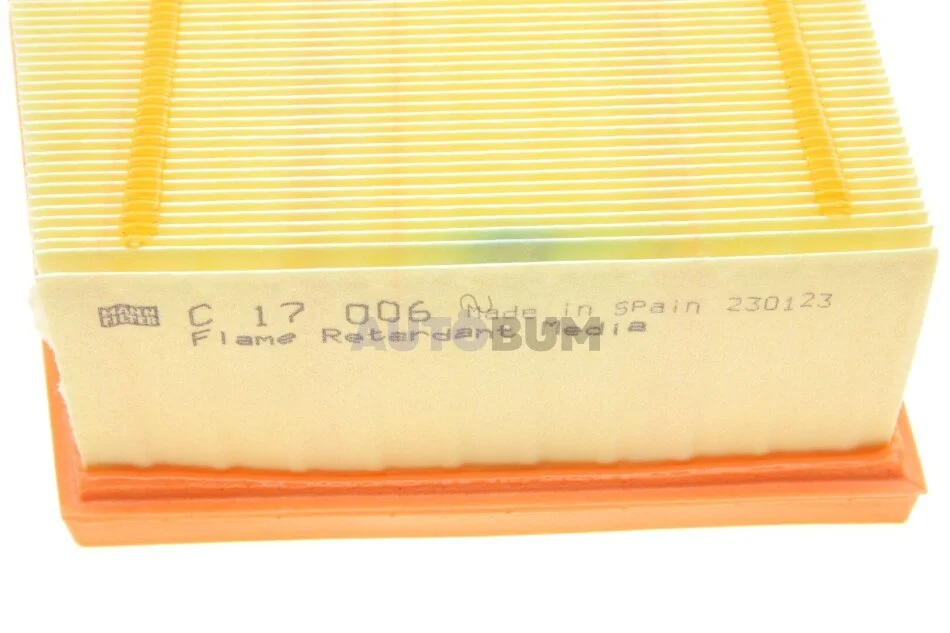 MANN FILTER C 17 006 Made in SPain 230123
Flame Retardant Media
AUTOBUM